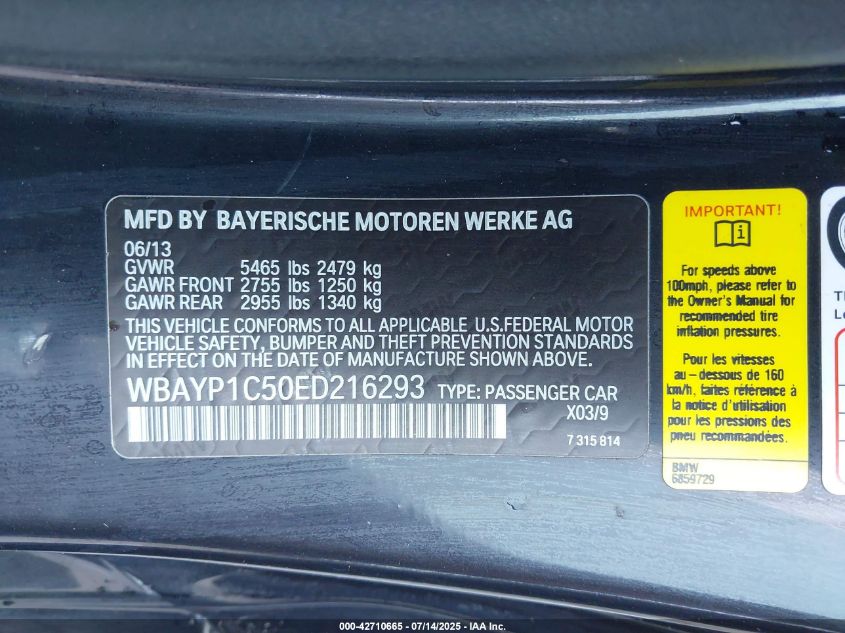 MFD BY BAYERISCHE MOTOREN WERKE AG
06/13
GVWR 5465 lbs 2479 kg
GAWR FRONT 2755 lbs 1250 kg
GAWR REAR 2955 lbs 1340 kg
THIS VEHICLE CONFORMS TO ALL APPLICABLE U.S.FEDERAL MOTOR
VEHICLE SAFETY, BUMPER AND THEFT PREVENTION STANDARDS
IN EFFECT ON THE DATE OF MANUFACTURE SHOWN ABOVE.
WBAYP1C50ED216293 TYPE: PASSENGER CAR
X03/9
7 315 814
IMPORTANT!
For speeds above
100mph, please refer to
the Owner's Manual for
recommended tire
inflation pressures.
Pour les vitesses
au - dessous de 160
km/h, faites référer à
la notice d'utilisation
pour les pressions des
pneu recommandées.
BMW
6859729
000-42710665 - 07/14/2025 - IAA Inc.